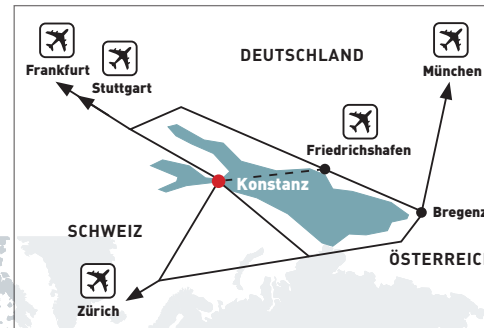 DEUTSCHLAND
Frankfurt
Stuttgart
München
Friedrichshafen
Konstanz
Bregenz
SCHWEIZ
ÖSTERREICH
Zürich